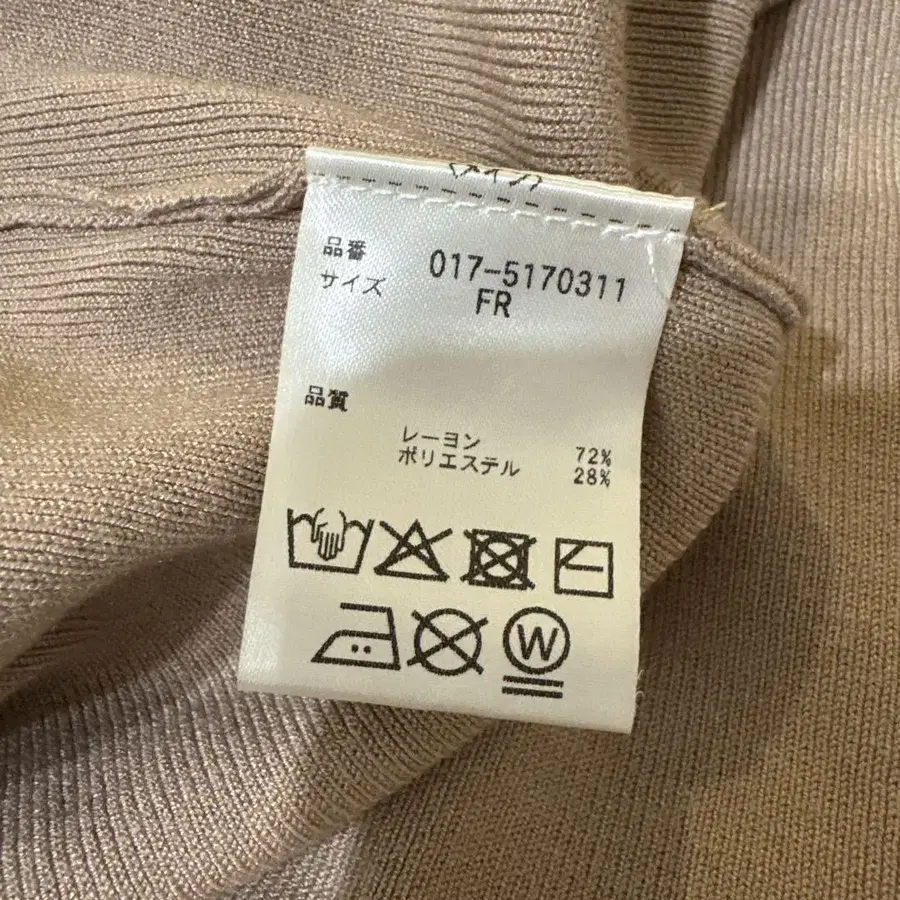 品番 017-5170311
サイズ FR
品質
レーヨン 72%
ポリエステル 28%
W